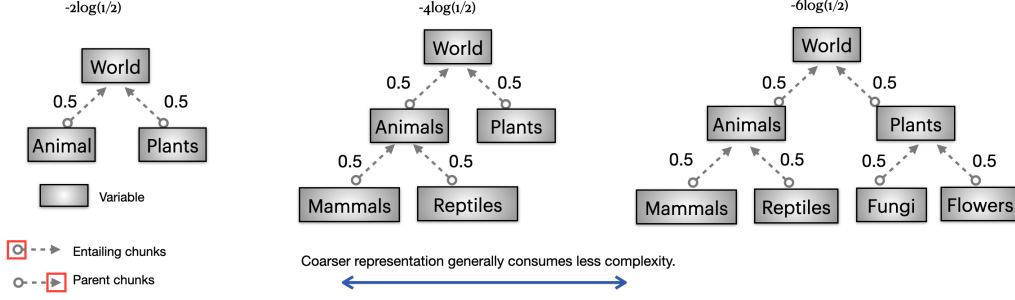 -2log(1/2)
-4log(1/2)
-6log(1/2)
World
0.5
0.5
Animal
Plants
Variable
Entailing chunks
Parent chunks
World
0.5
0.5
Animals
Plants
0.5
0.5
Mammals
Reptiles
World
0.5
0.5
Animals
Plants
0.5
0.5
0.5
0.5
Mammals
Reptiles
Fungi
Flowers
Coarser representation generally consumes less complexity.